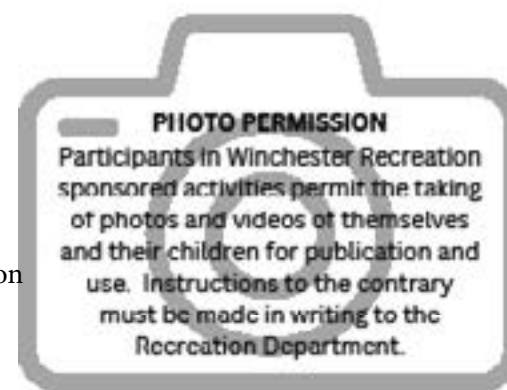 PHOTO PERMISSION
Participants in Winchester Recreation
sponsored activities permit the taking
of photos and videos of themselves
and their children for publication and
on
use. Instructions to the contrary
must be made in writing to the
Recreation Department.